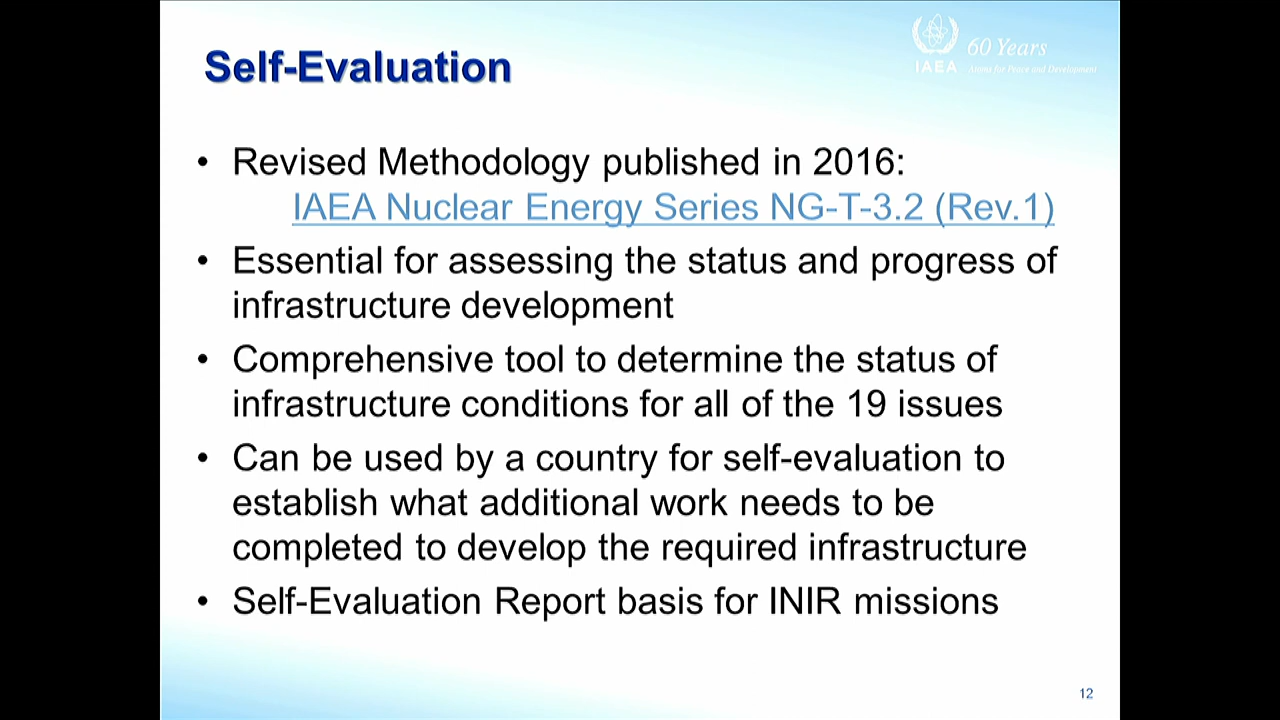 Self-Evaluation
60 Years
IAEA
Atoms for Peace and Development
• Revised Methodology published in 2016:
IAEA Nuclear Energy Series NG-T-3.2 (Rev.1)
• Essential for assessing the status and progress of
infrastructure development
• Comprehensive tool to determine the status of
infrastructure conditions for all of the 19 issues
• Can be used by a country for self-evaluation to
establish what additional work needs to be
completed to develop the required infrastructure
• Self-Evaluation Report basis for INIR missions
12